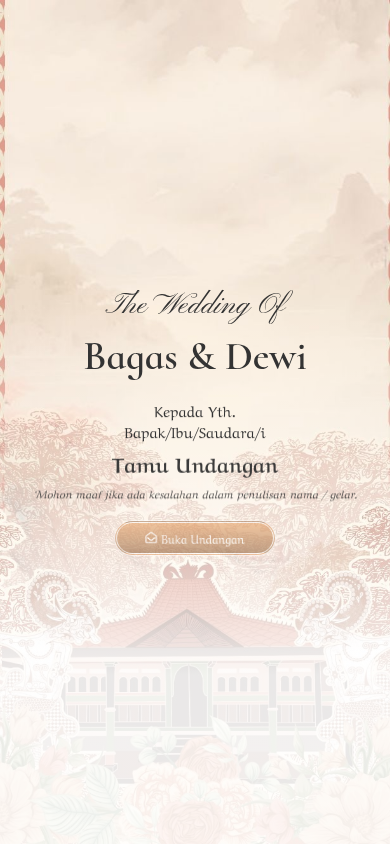 The Wedding Of
Bagas & Dewi
Kepada Yth.
Bapak/Ibu/Saudara/i
Tamu Undangan
*Mohon maaf jika ada kesalahan dalam penulisan nama / gelar.
Buka Undangan